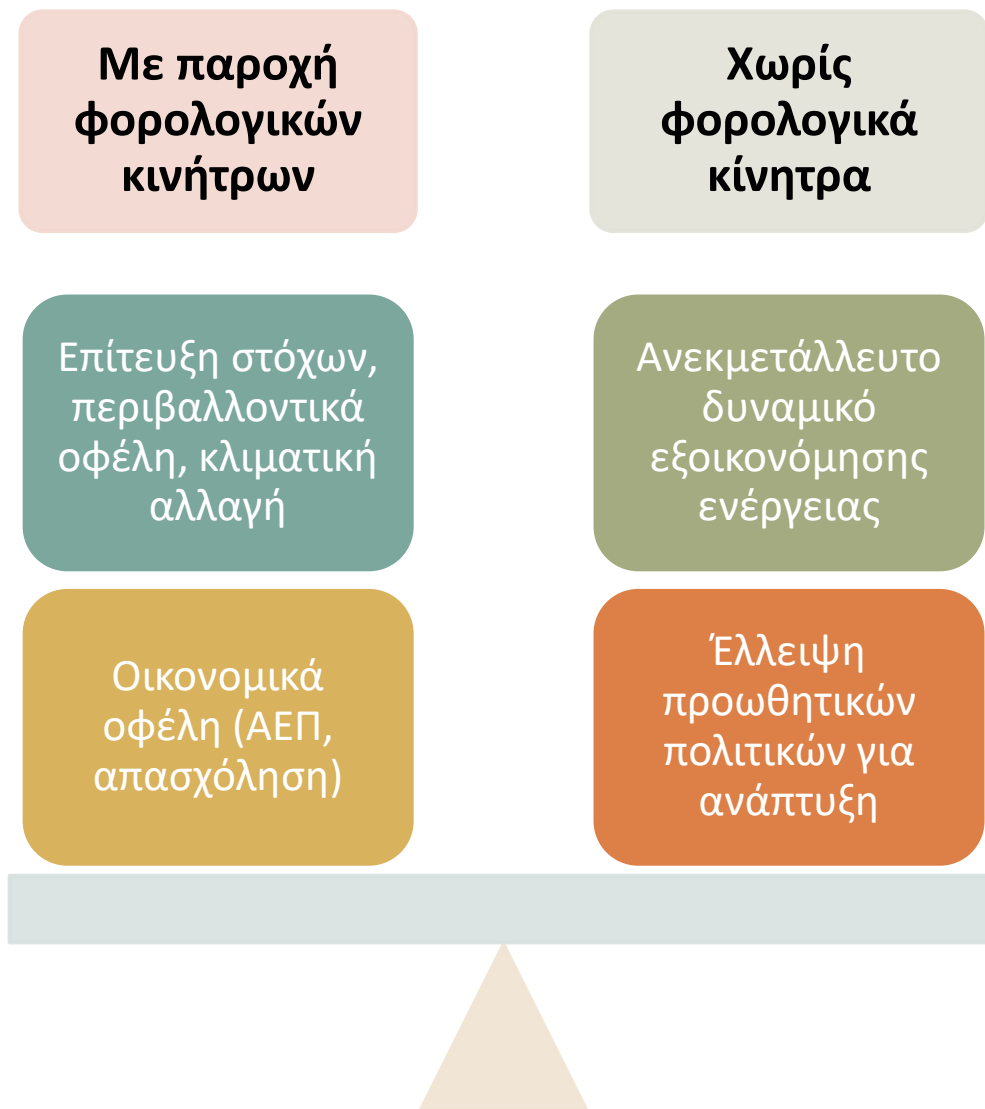 Με παροχή
φορολογικών
κινήτρων
Χωρίς
φορολογικά
κίνητρα
Επίτευξη στόχων,
περιβαλλοντικά
οφέλη, κλιματική
αλλαγή
Ανεκμετάλλευτο
δυναμικό
εξοικονόμησης
ενέργειας
Οικονομικά
οφέλη (ΑΕΠ,
απασχόληση)
Έλλειψη
προωθητικών
πολιτικών για
ανάπτυξη